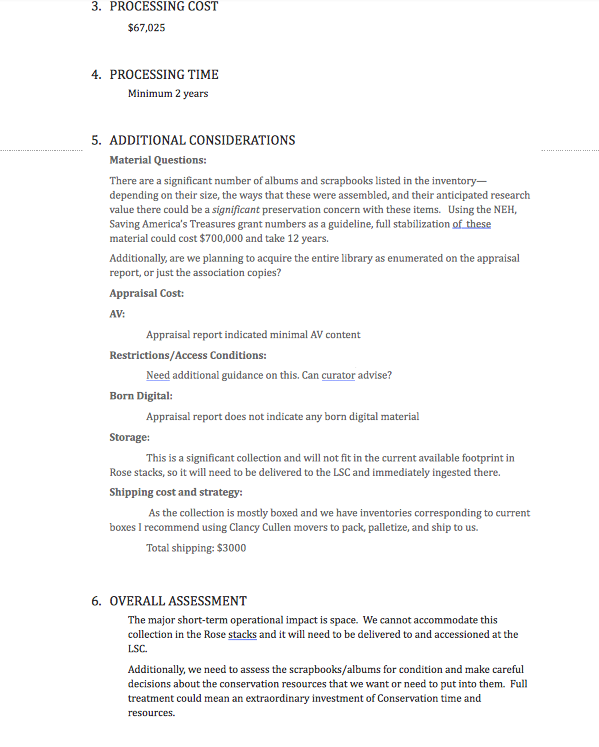 3. PROCESSING COST
$67,025
4. PROCESSING TIME
Minimum 2 years
5. ADDITIONAL CONSIDERATIONS
Material Questions:
There are a significant number of albums and scrapbooks listed in the inventory—
depending on their size, the ways that these were assembled, and their anticipated research
value there could be a significant preservation concern with these items. Using the NEH,
Saving America's Treasures grant numbers as a guideline, full stabilization of these
material could cost $700,000 and take 12 years.
Additionally, are we planning to acquire the entire library as enumerated on the appraisal
report, or just the association copies?
Appraisal Cost:
AV:
Appraisal report indicated minimal AV content
Restrictions/Access Conditions:
Need additional guidance on this. Can curator advise?
Born Digital:
Appraisal report does not indicate any born digital material
Storage:
This is a significant collection and will not fit in the current available footprint in
Rose stacks, so it will need to be delivered to the LSC and immediately ingested there.
Shipping cost and strategy:
As the collection is mostly boxed and we have inventories corresponding to current
boxes I recommend using Clancy Cullen movers to pack, palletize, and ship to us.
Total shipping: $3000
6. OVERALL ASSESSMENT
The major short-term operational impact is space. We cannot accommodate this
collection in the Rose stacks and it will need to be delivered to and accessioned at the
LSC.
Additionally, we need to assess the scrapbooks/albums for condition and make careful
decisions about the conservation resources that we want or need to put into them. Full
treatment could mean an extraordinary investment of Conservation time and
resources.